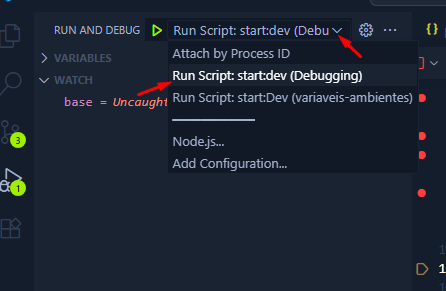 RUN AND DEBUG
Run Script: start:dev (Debu
VARIABLES
WATCH
base = Uncaught
Attach by Process ID
Run Script: start:dev (Debugging)
Run Script: start:Dev (variaveis-ambientes)
Node.js...
Add Configuration...
3
1
{}
1